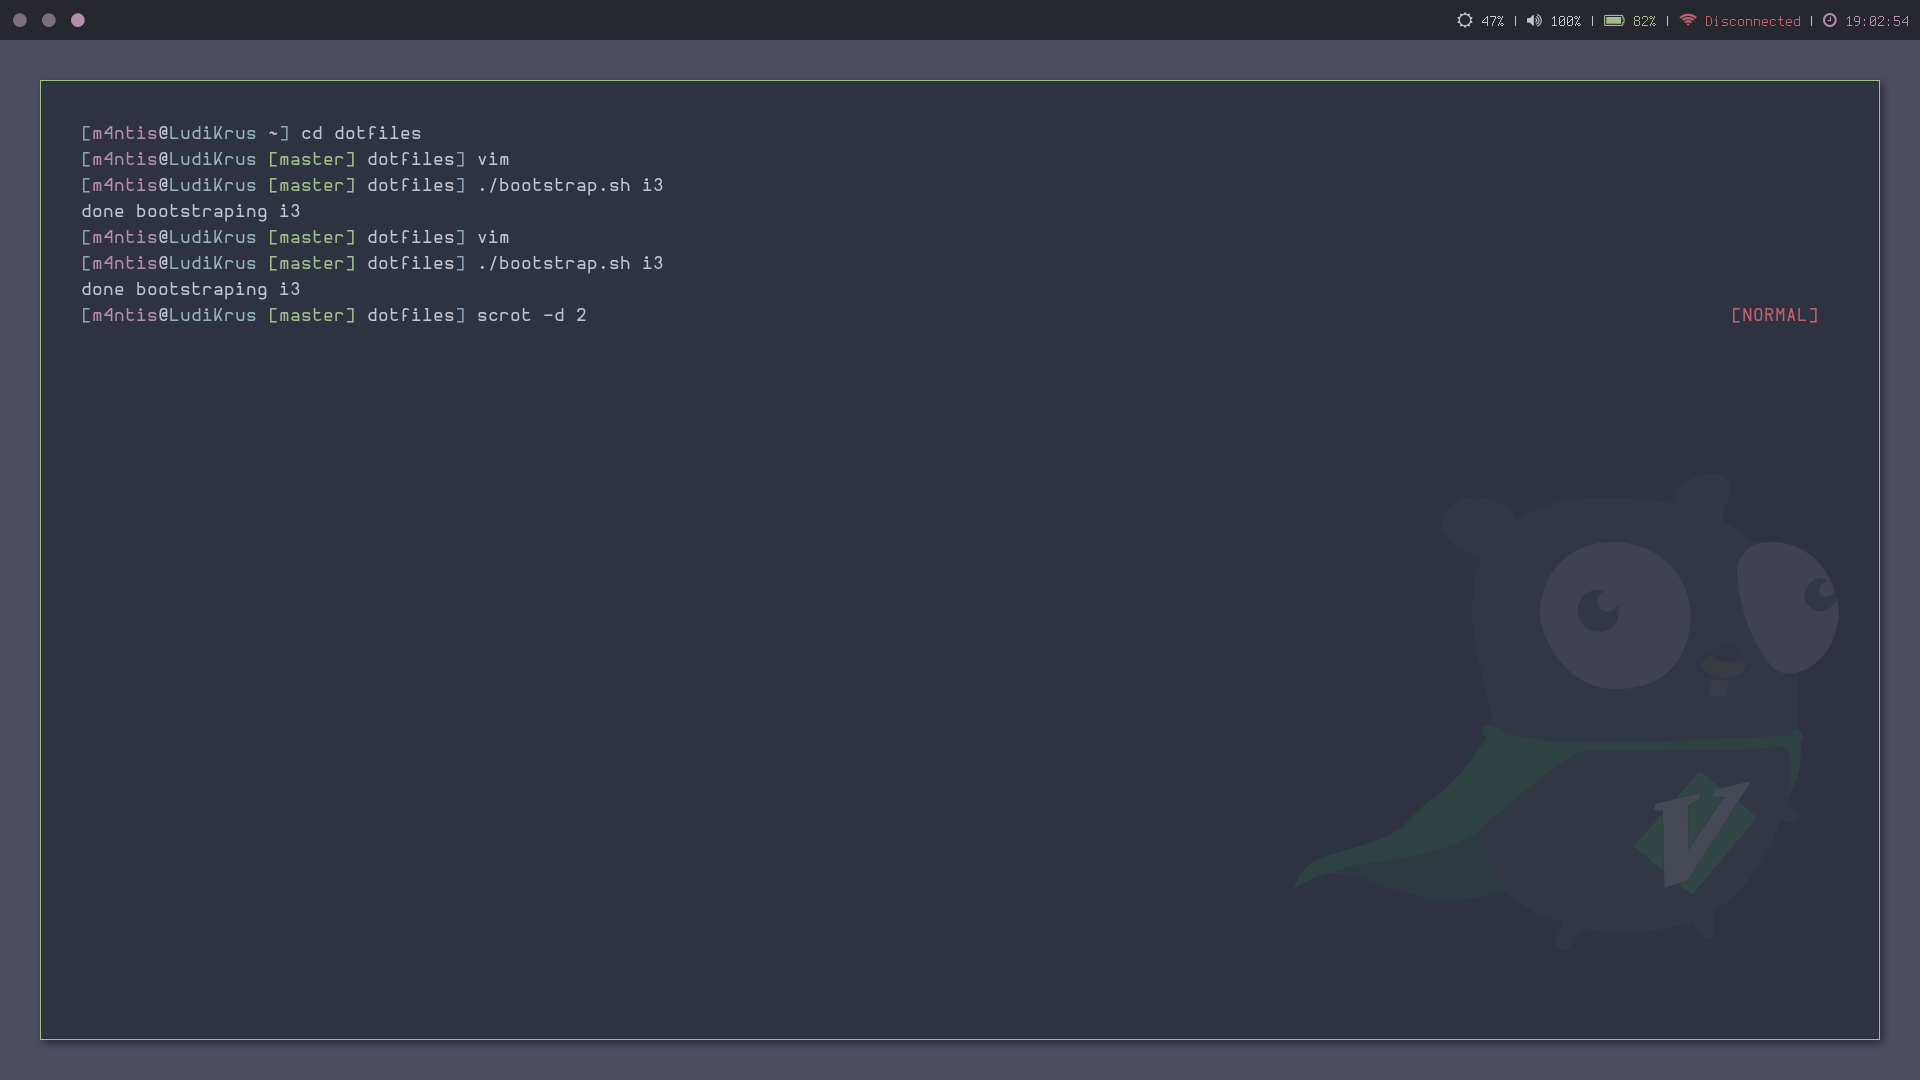 47% | 100% | 82% | Disconnected | 19:02:54
[m4ntis@LudiKrus ~] cd dotfiles
[m4ntis@LudiKrus [master] dotfiles] vim
[m4ntis@LudiKrus [master] dotfiles] ./bootstrap.sh i3
done bootstraping i3
[m4ntis@LudiKrus [master] dotfiles] vim
[m4ntis@LudiKrus [master] dotfiles] ./bootstrap.sh i3
done bootstraping i3
[m4ntis@LudiKrus [master] dotfiles] scrot -d 2 [NORMAL]
V